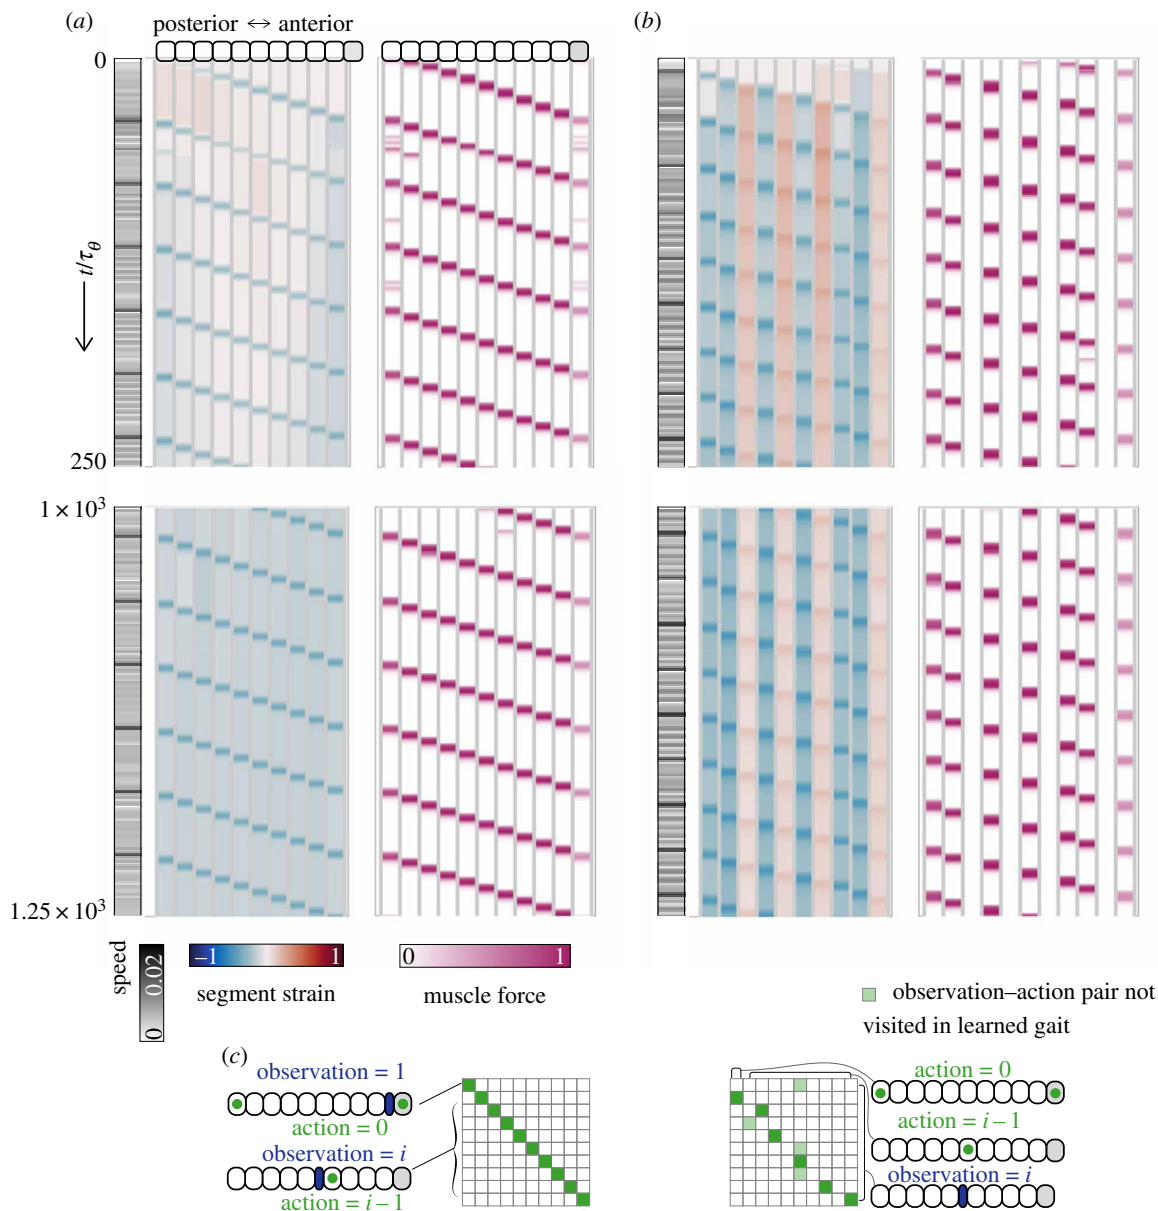 (a)
posterior ↔ anterior
(b)
0
t/τθ
250
1 × 10³
1.25 × 10³
speed
0 0.02
−1 1
segment strain
0 1
muscle force
observation–action pair not
visited in learned gait
(c)
observation = 1
action = 0
observation = i
action = i – 1
action = 0
action = i – 1
observation = i